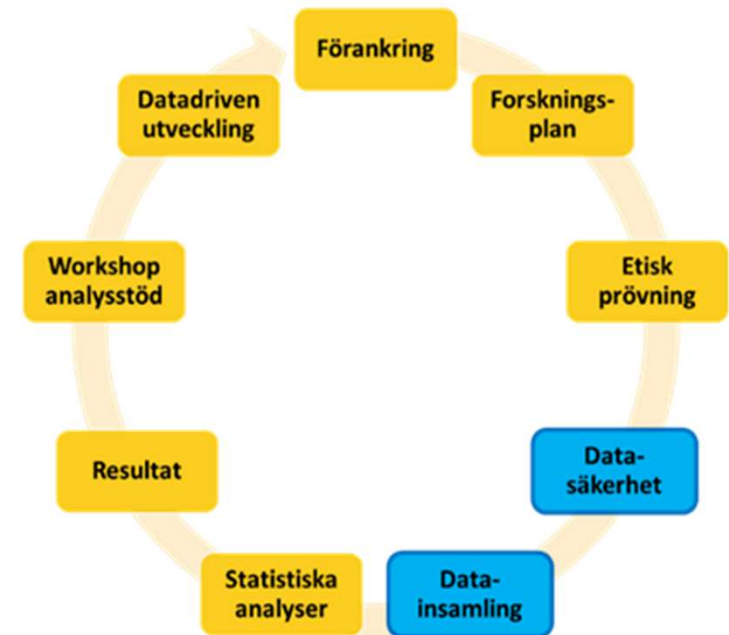 Förankring
Forsknings-
plan
Etisk
prövning
Data-
säkerhet
Data-
insamling
Statistiska
analyser
Resultat
Workshop
analysstöd
Datadriven
utveckling